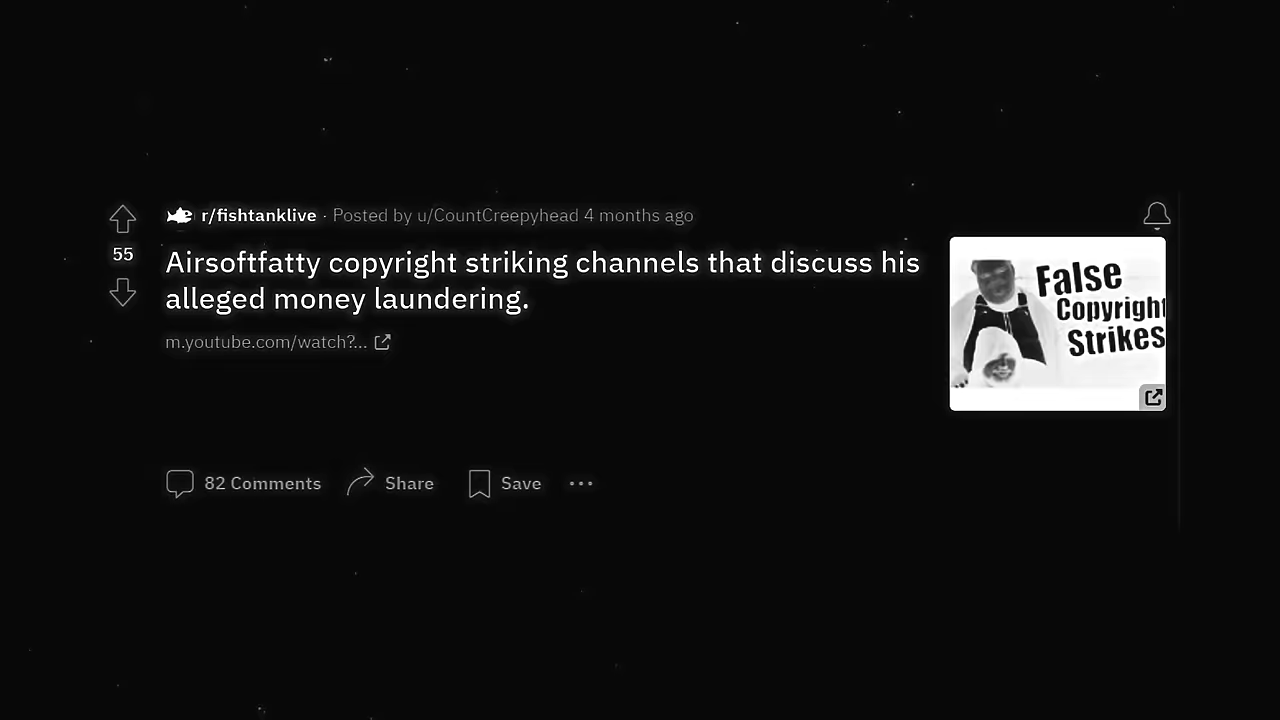 r/fishtanklive · Posted by u/CountCreepyhead 4 months ago
55
Airsoftfatty copyright striking channels that discuss his
alleged money laundering.
m.youtube.com/watch?...
False
Copyright
Strikes
82 Comments Share Save ...